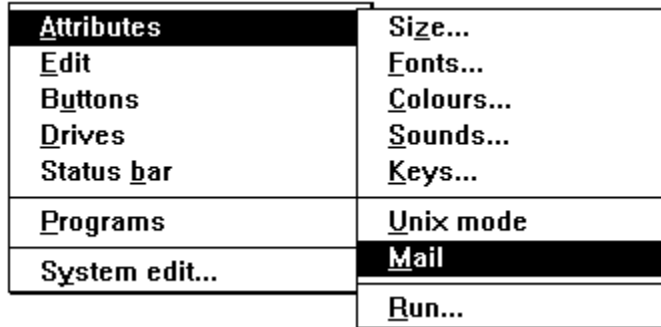 Attributes
Edit
Buttons
Drives
Status bar
Programs
System edit...
Size...
Fonts...
Colours...
Sounds...
Keys...
Unix mode
Mail
Run...